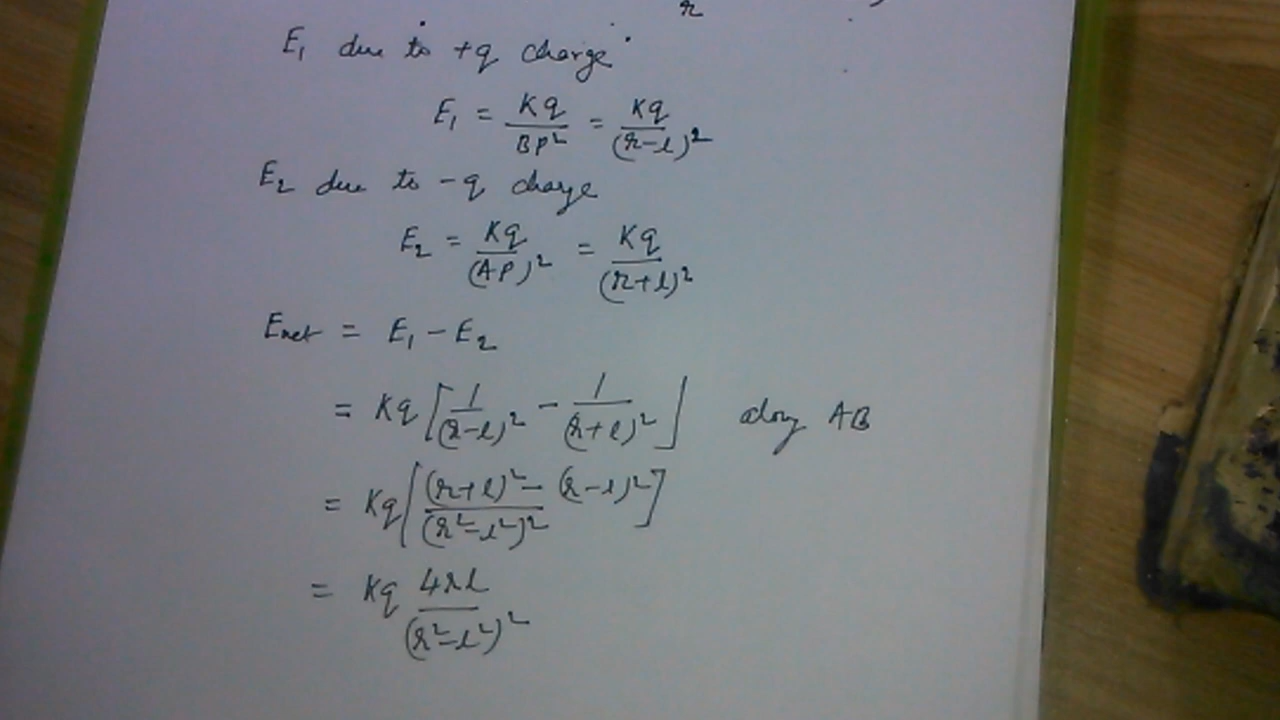 r
E₁ due to +q charge
E₁ = Kq/BP² = Kq/(r-l)²
E₂ due to -q charge
E₂ = Kq/(AP)² = Kq/(r+l)²
Enet = E₁ - E₂
= Kq [1/(r-l)² - 1/(r+l)²] along AB
= Kq [(r+l)² - (r-l)²/(r²-l²)²]
= Kq 4rl/(r²-l²)²